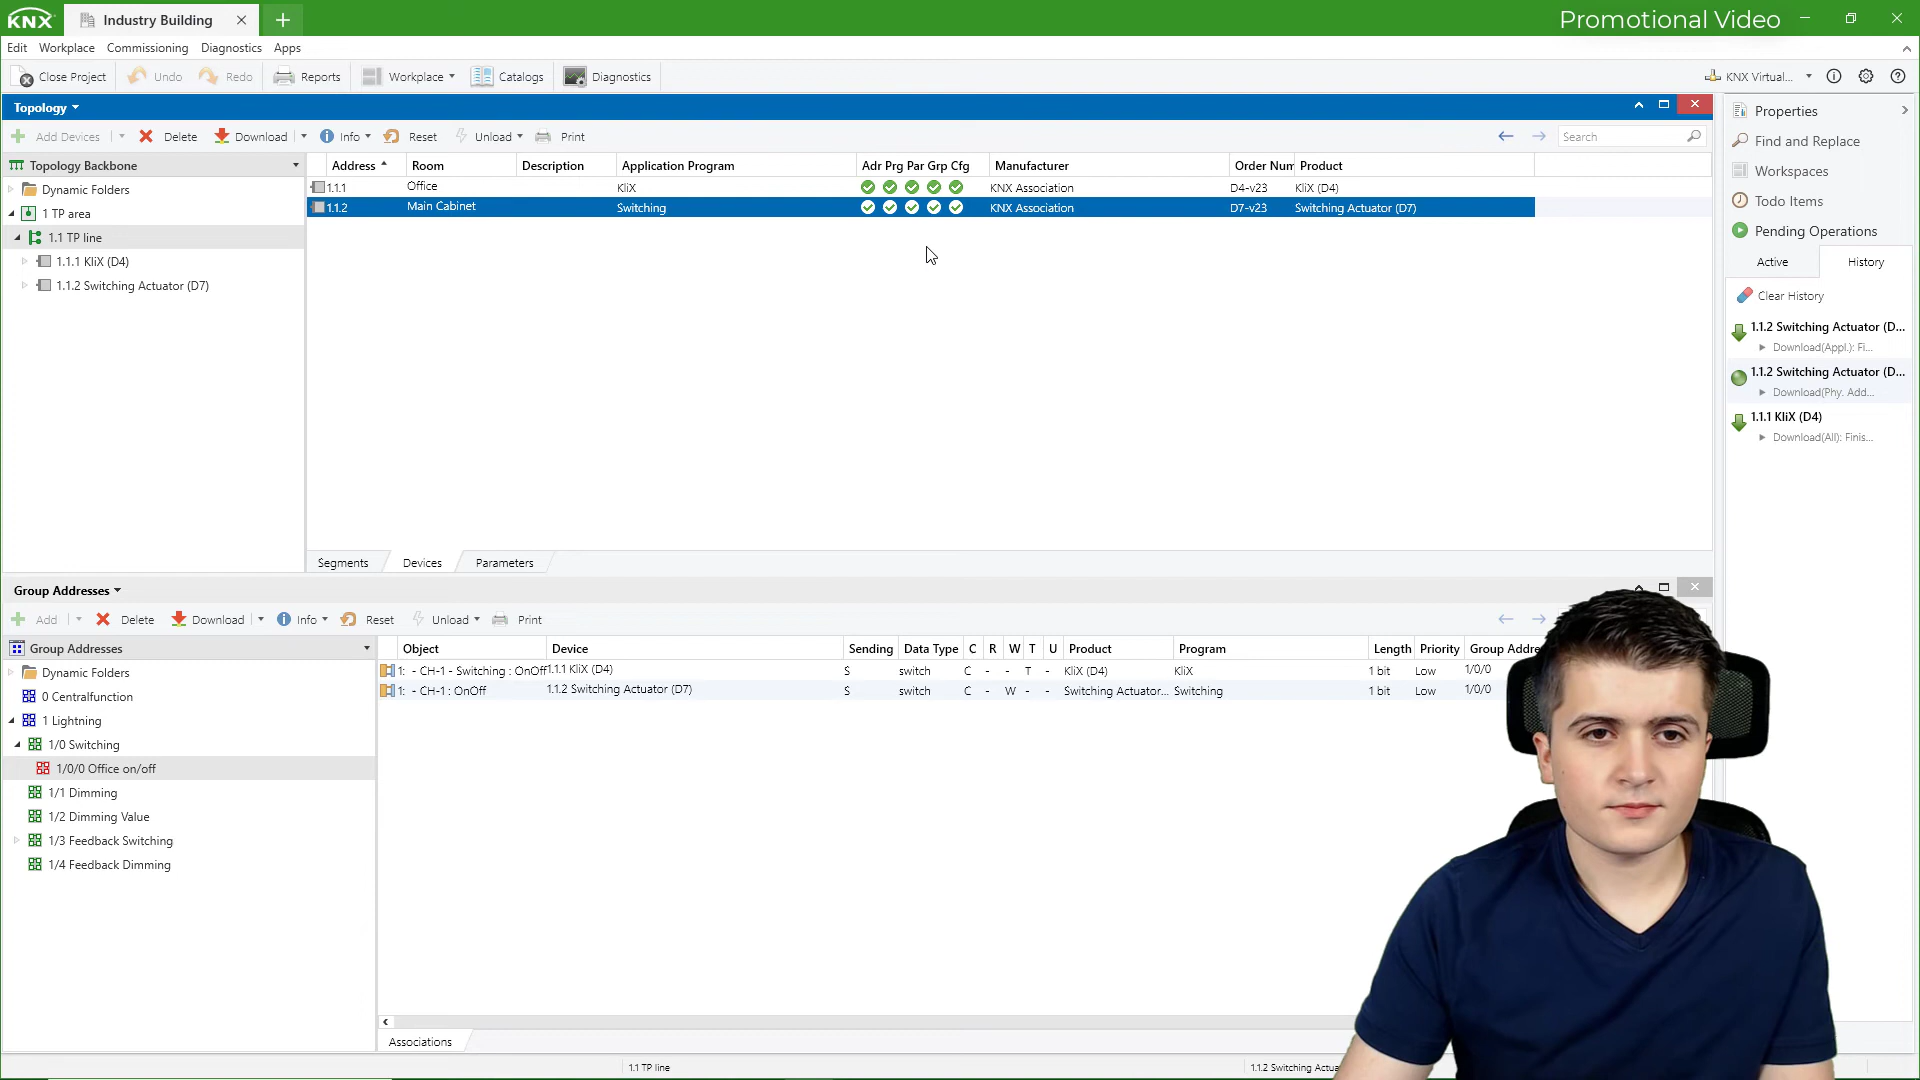 KNX Industry Building Promotional Video
Edit Workplace Commissioning Diagnostics Apps
Close Project Undo Redo Reports Workplace Catalogs Diagnostics KNX Virtual...
Topology
Add Devices Delete Download Info Reset Unload Print Search
Topology Backbone
Dynamic Folders
1 TP area
1.1 TP line
1.1.1 KliX (D4)
1.1.2 Switching Actuator (D7)
Address Room Description Application Program Adr Prg Par Grp Cfg Manufacturer Order Num Product
1.1.1 Office KliX KNX Association D4-v23 KliX (D4)
1.1.2 Main Cabinet Switching KNX Association D7-v23 Switching Actuator (D7)
Segments Devices Parameters
Properties
Find and Replace
Workspaces
Todo Items
Pending Operations
Active History
Clear History
1.1.2 Switching Actuator (D...
Download(Appl.): Fi...
1.1.2 Switching Actuator (D...
Download(Phy. Add...
1.1.1 KliX (D4)
Download(All): Finis...
Group Addresses
Add Delete Download Info Reset Unload Print
Group Addresses
Dynamic Folders
0 Centralfunction
1 Lightning
1/0 Switching
1/0/0 Office on/off
1/1 Dimming
1/2 Dimming Value
1/3 Feedback Switching
1/4 Feedback Dimming
Object Device Sending Data Type C R W T U Product Program Length Priority Group Addre
1: - CH-1 - Switching : OnOff 1.1.1 KliX (D4) S switch C - - T - KliX (D4) KliX 1 bit Low 1/0/0
1: - CH-1 : OnOff 1.1.2 Switching Actuator (D7) S switch C - W - - Switching Actuator... Switching 1 bit Low 1/0/0
Associations
1.1 TP line 1.1.2 Switching Actua